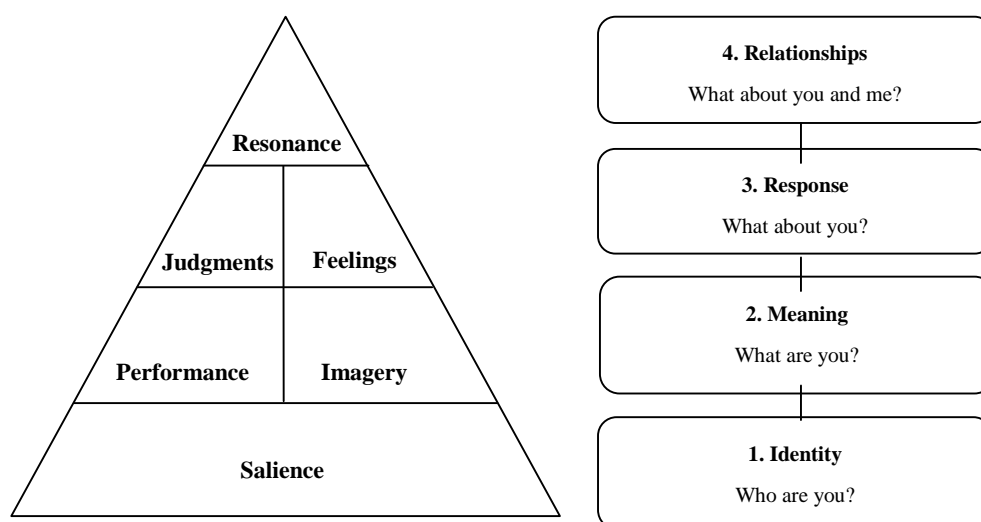 Resonance
Judgments
Feelings
Performance
Imagery
Salience
4. Relationships
What about you and me?
3. Response
What about you?
2. Meaning
What are you?
1. Identity
Who are you?